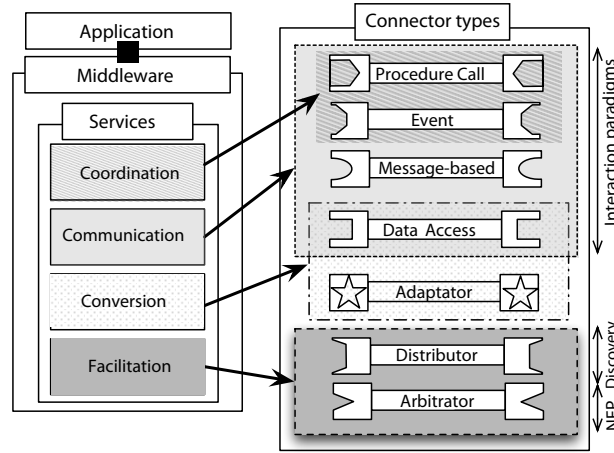 Application
Middleware
Services
Coordination
Communication
Conversion
Facilitation
Connector types
Procedure Call
Event
Message-based
Data Access
Adaptator
Distributor
Arbitrator
Interaction paradigms
Discovery
NFP